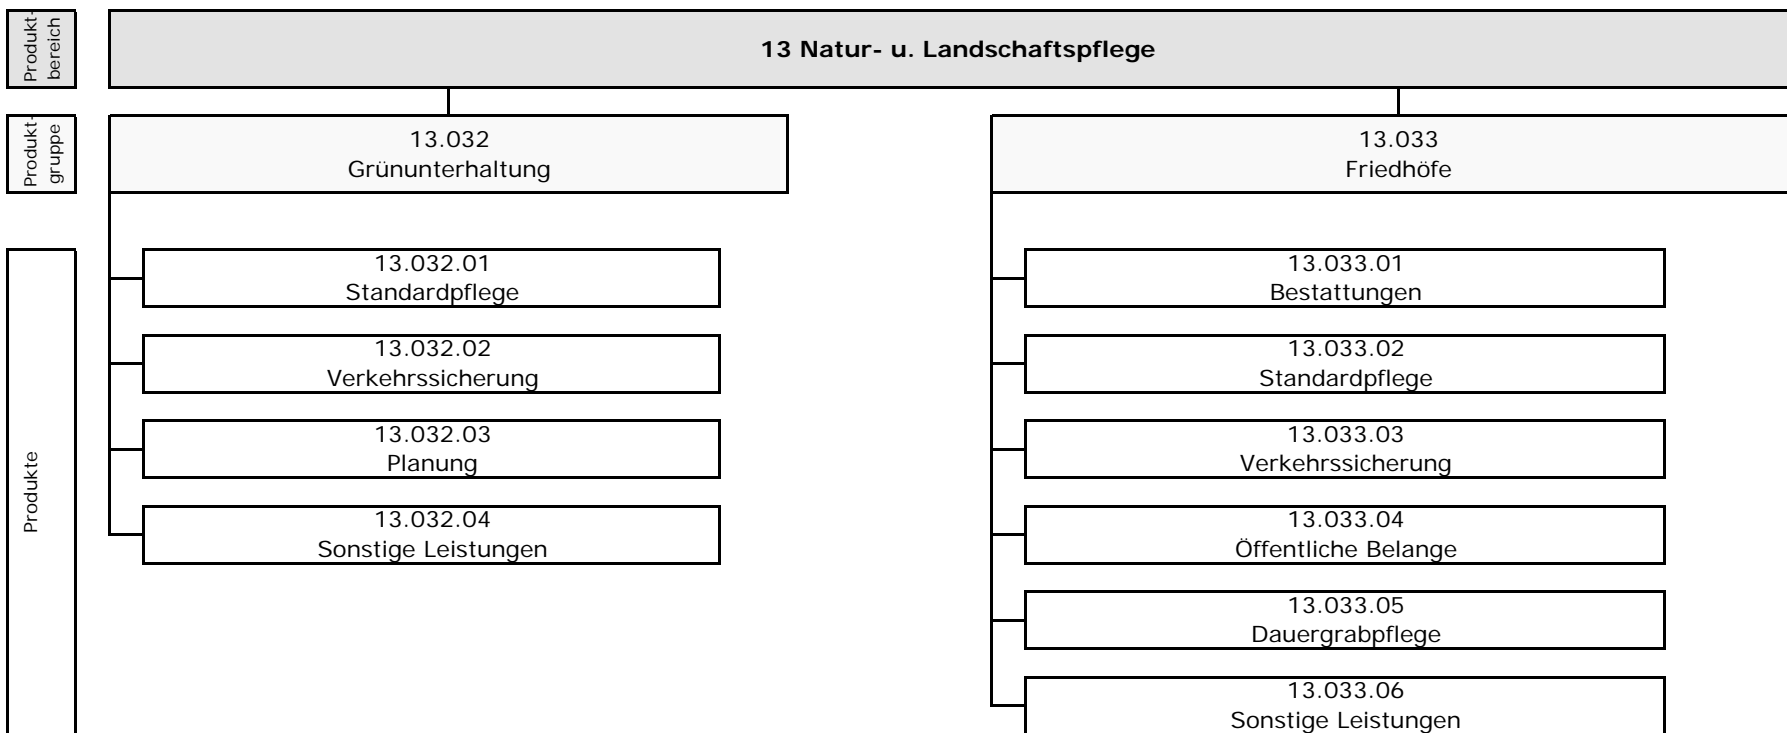 Produkt-
bereich
13 Natur- u. Landschaftspflege
Produkt-
gruppe
13.032
Grünunterhaltung
13.033
Friedhöfe
Produkte
13.032.01
Standardpflege
13.032.02
Verkehrssicherung
13.032.03
Planung
13.032.04
Sonstige Leistungen
13.033.01
Bestattungen
13.033.02
Standardpflege
13.033.03
Verkehrssicherung
13.033.04
Öffentliche Belange
13.033.05
Dauergrabpflege
13.033.06
Sonstige Leistungen